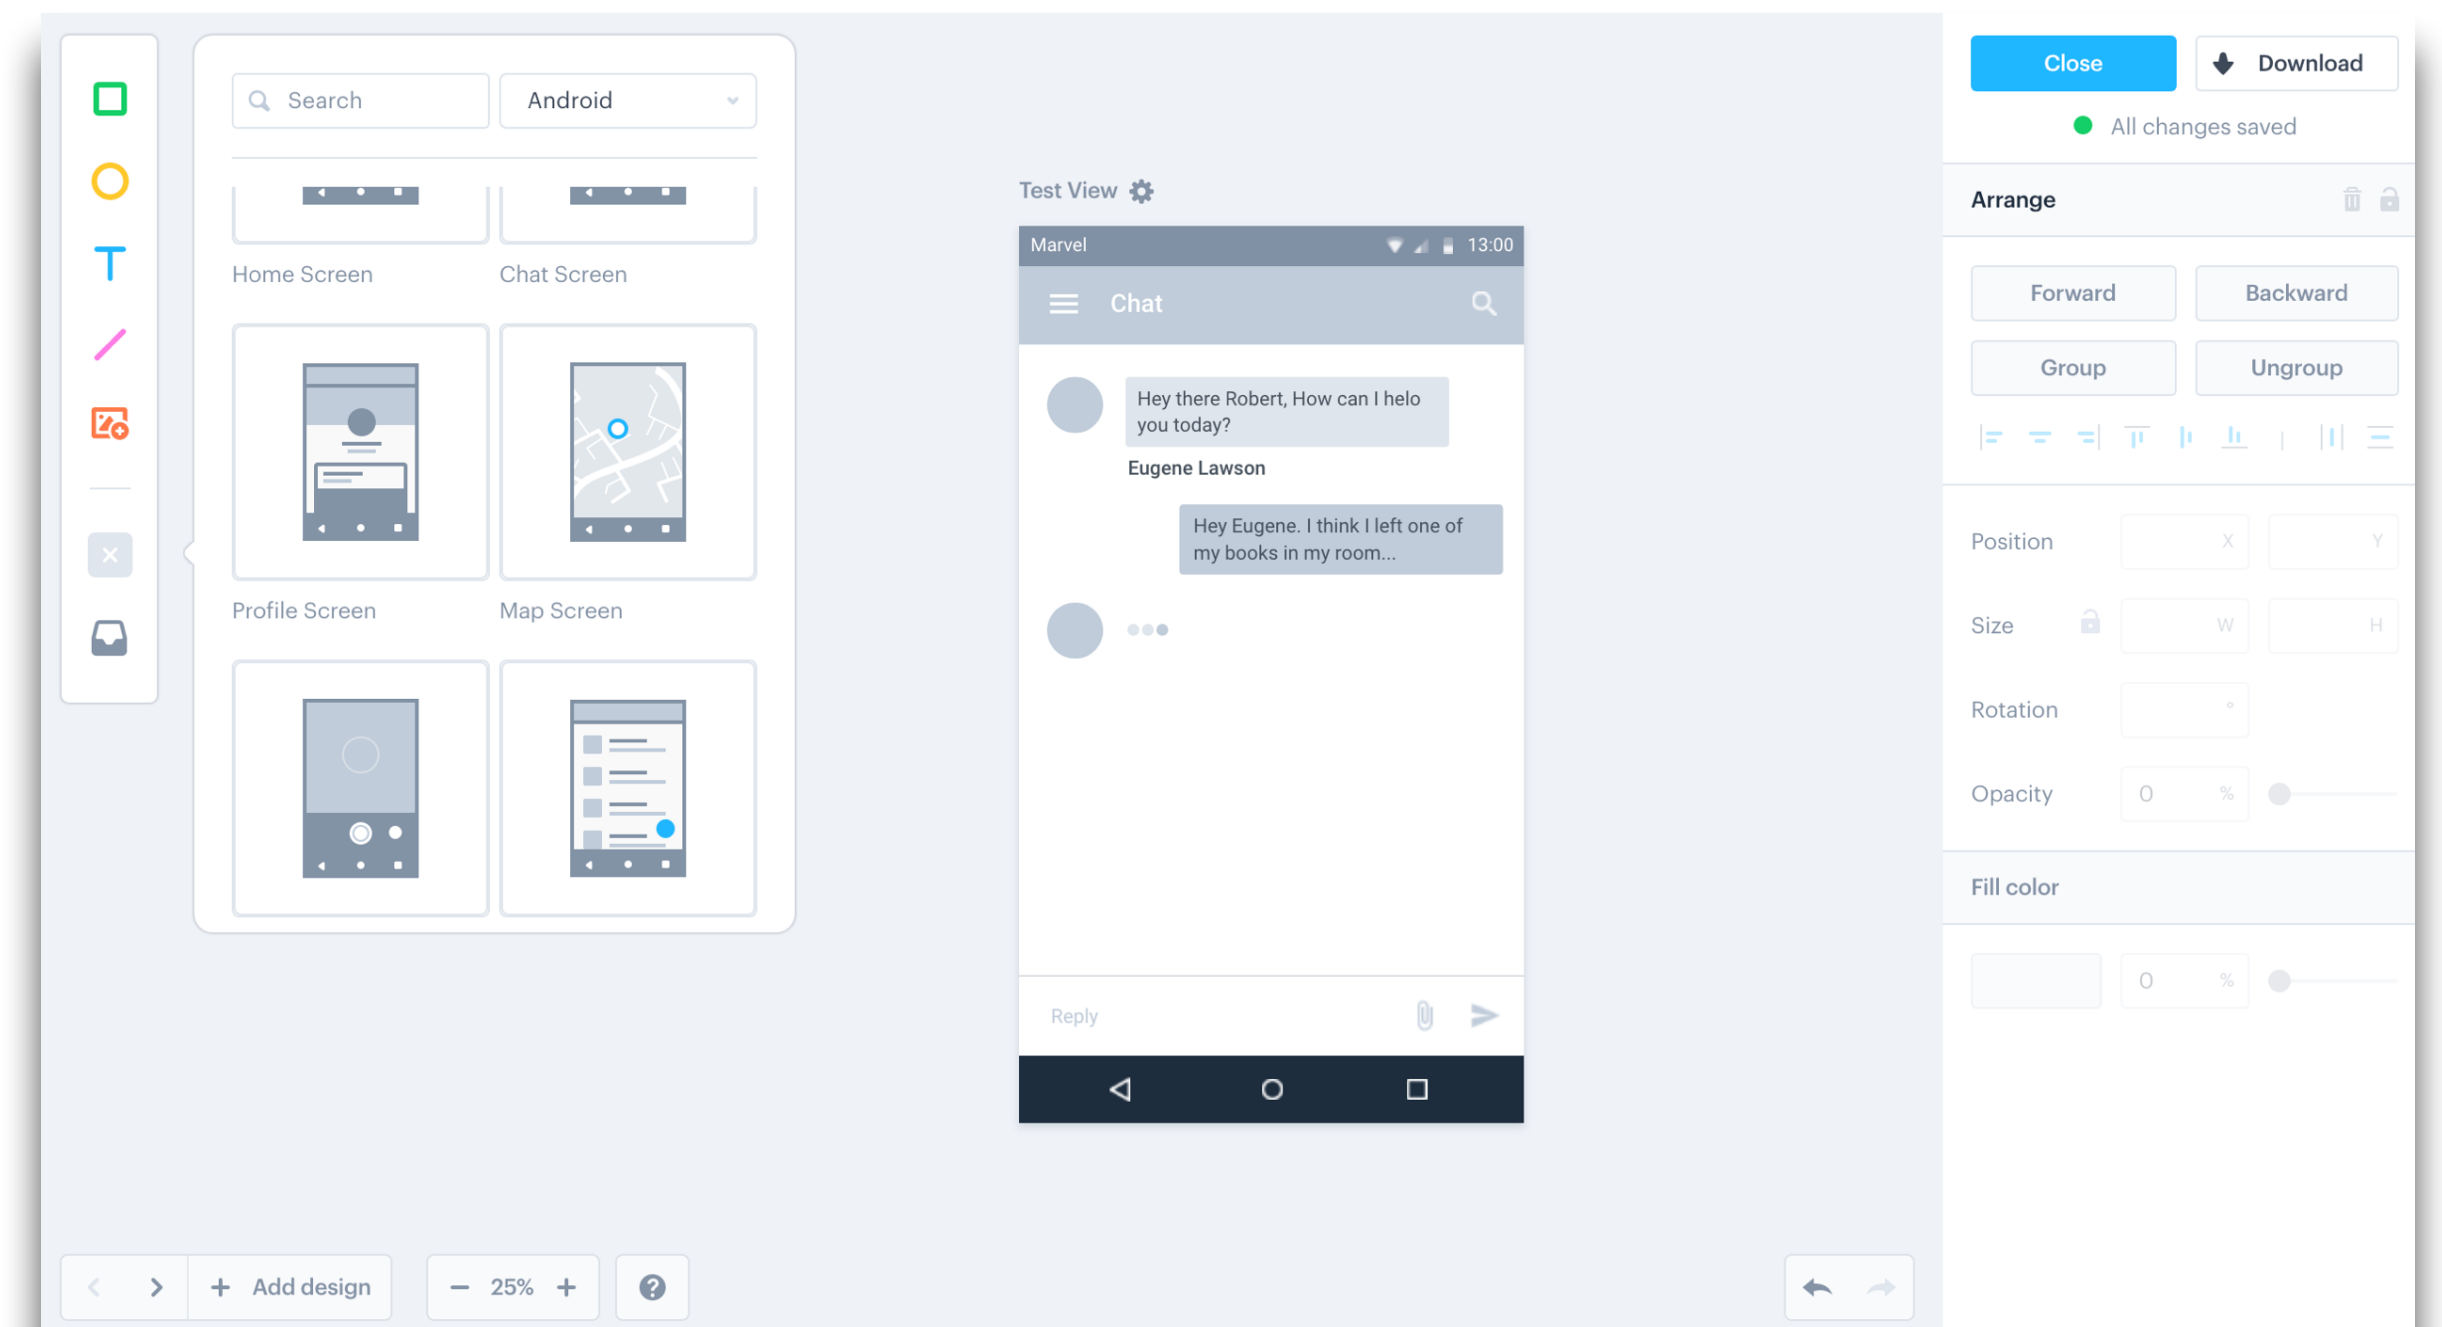 Search
Android
Home Screen
Chat Screen
Profile Screen
Map Screen
Test View
Marvel
13:00
Chat
Hey there Robert, How can I helo
you today?
Eugene Lawson
Hey Eugene. I think I left one of
my books in my room...
Reply
Close
Download
All changes saved
Arrange
Forward
Backward
Group
Ungroup
Position
X
Y
Size
W
H
Rotation
°
Opacity
0 %
Fill color
0 %
+ Add design
− 25% +
?